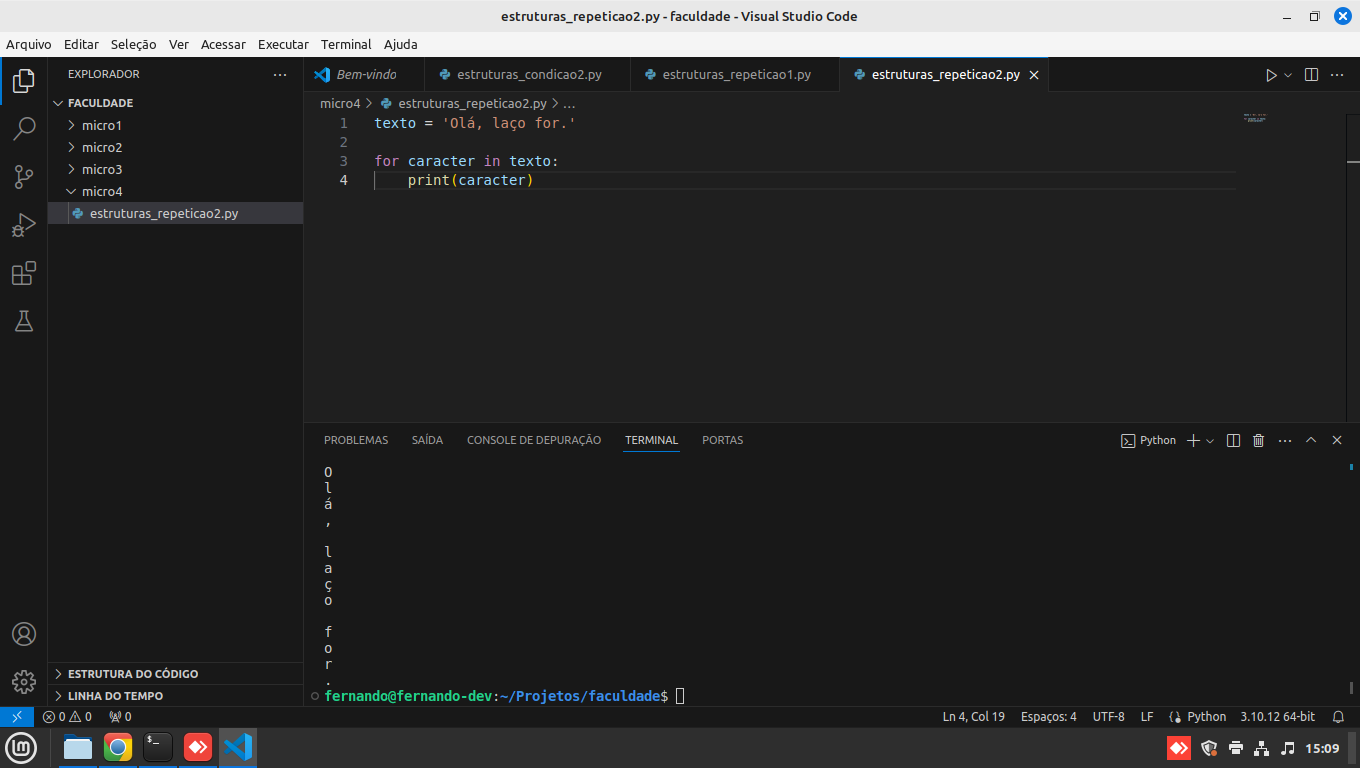 estruturas_repeticao2.py - faculdade - Visual Studio Code
Arquivo Editar Seleção Ver Acessar Executar Terminal Ajuda
EXPLORADOR
FACULDADE
micro1
micro2
micro3
micro4
estruturas_repeticao2.py
ESTRUTURA DO CÓDIGO
LINHA DO TEMPO
Bem-vindo estruturas_condicao2.py estruturas_repeticao1.py estruturas_repeticao2.py
micro4 > estruturas_repeticao2.py > ...
1 texto = 'Olá, laço for.'
2
3 for caracter in texto:
4     print(caracter)
PROBLEMAS SAÍDA CONSOLE DE DEPURAÇÃO TERMINAL PORTAS
Python
O
l
á
,

l
a
ç
o

f
o
r
.
fernando@fernando-dev:~/Projetos/faculdade$
0 0 0
Ln 4, Col 19 Espaços: 4 UTF-8 LF Python 3.10.12 64-bit
15:09